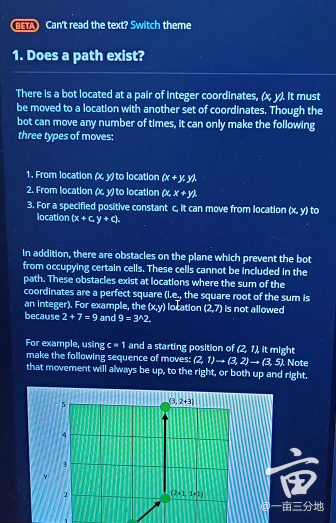 BETA Can't read the text? Switch theme
1. Does a path exist?
There is a bot located at a pair of integer coordinates, (x, y). It must
be moved to a location with another set of coordinates. Though the
bot can move any number of times, it can only make the following
three types of moves:
1. From location (x, y) to location (x + y, y).
2. From location (x, y) to location (x, x + y).
3. For a specified positive constant c, it can move from location (x, y) to
location (x + c, y + c).
In addition, there are obstacles on the plane which prevent the bot
from occupying certain cells. These cells cannot be included in the
path. These obstacles exist at locations where the sum of the
coordinates are a perfect square (i.e., the square root of the sum is
an integer). For example, the (x,y) location (2,7) is not allowed
because 2 + 7 = 9 and 9 = 3^2.
For example, using c = 1 and a starting position of (2, 1), it might
make the following sequence of moves: (2, 1) → (3, 2) → (3, 5). Note
that movement will always be up, to the right, or both up and right.
5
(3, 2+3)
4
3
Y
2
(2+1, 1+1)
1
亩
@一亩三分地